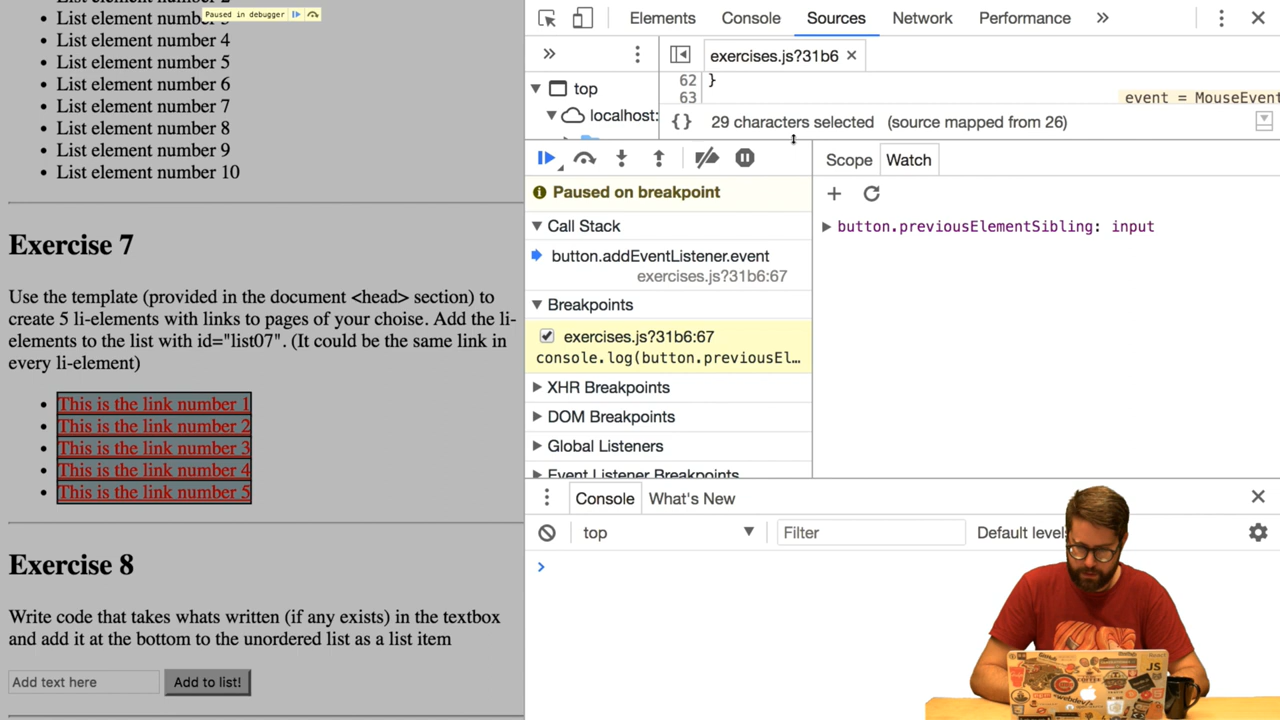 Paused in debugger
List element number 4
List element number 5
List element number 6
List element number 7
List element number 8
List element number 9
List element number 10
Exercise 7
Use the template (provided in the document <head> section) to
create 5 li-elements with links to pages of your choise. Add the li-
elements to the list with id="list07". (It could be the same link in
every li-element)
This is the link number 1
This is the link number 2
This is the link number 3
This is the link number 4
This is the link number 5
Exercise 8
Write code that takes whats written (if any exists) in the textbox
and add it at the bottom to the unordered list as a list item
Add text here
Add to list!
Elements Console Sources Network Performance »
» exercises.js?31b6 ×
top
localhost:
62 }
63
event = MouseEvent
{} 29 characters selected (source mapped from 26)
Paused on breakpoint
Call Stack
button.addEventListener.event
exercises.js?31b6:67
Breakpoints
exercises.js?31b6:67
console.log(button.previousEl…
XHR Breakpoints
DOM Breakpoints
Global Listeners
Event Listener Breakpoints
Scope Watch
button.previousElementSibling: input
Console What's New
top Filter Default level
JS